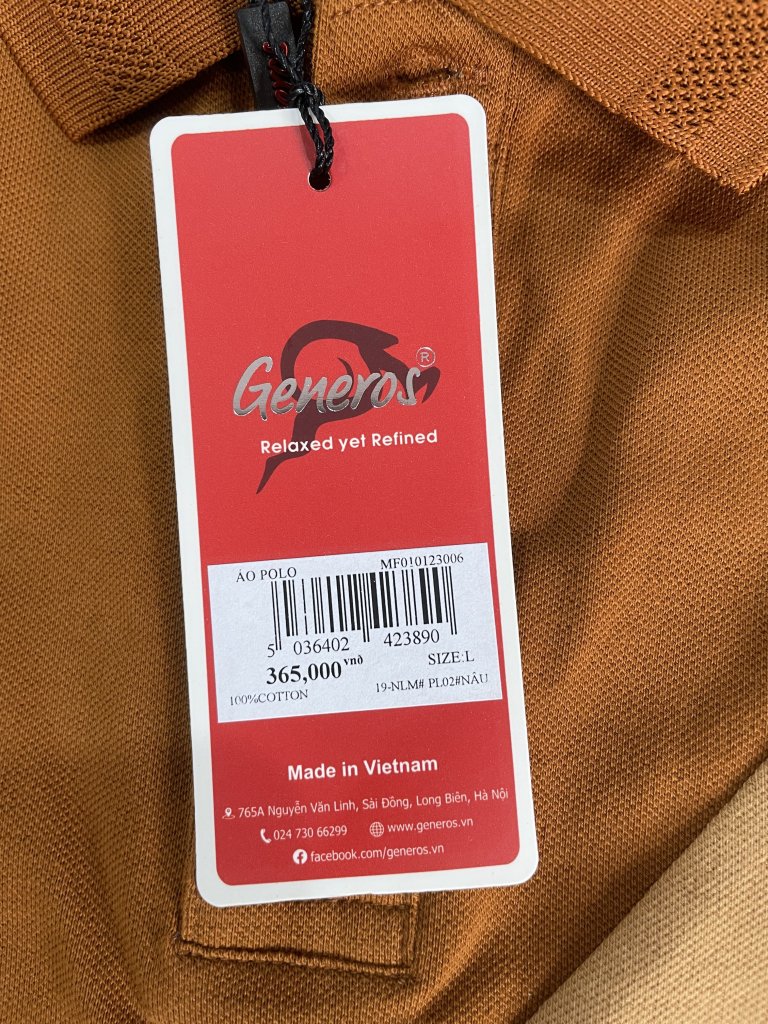 Generos®
Relaxed yet Refined
ÁO POLO MF010123006
5 036402 423890
365,000 vnđ SIZE:L
100%COTTON 19-NLM# PL02#NÂU
Made in Vietnam
765A Nguyễn Văn Linh, Sài Đồng, Long Biên, Hà Nội
024 730 66299 www.generos.vn
facebook.com/generos.vn